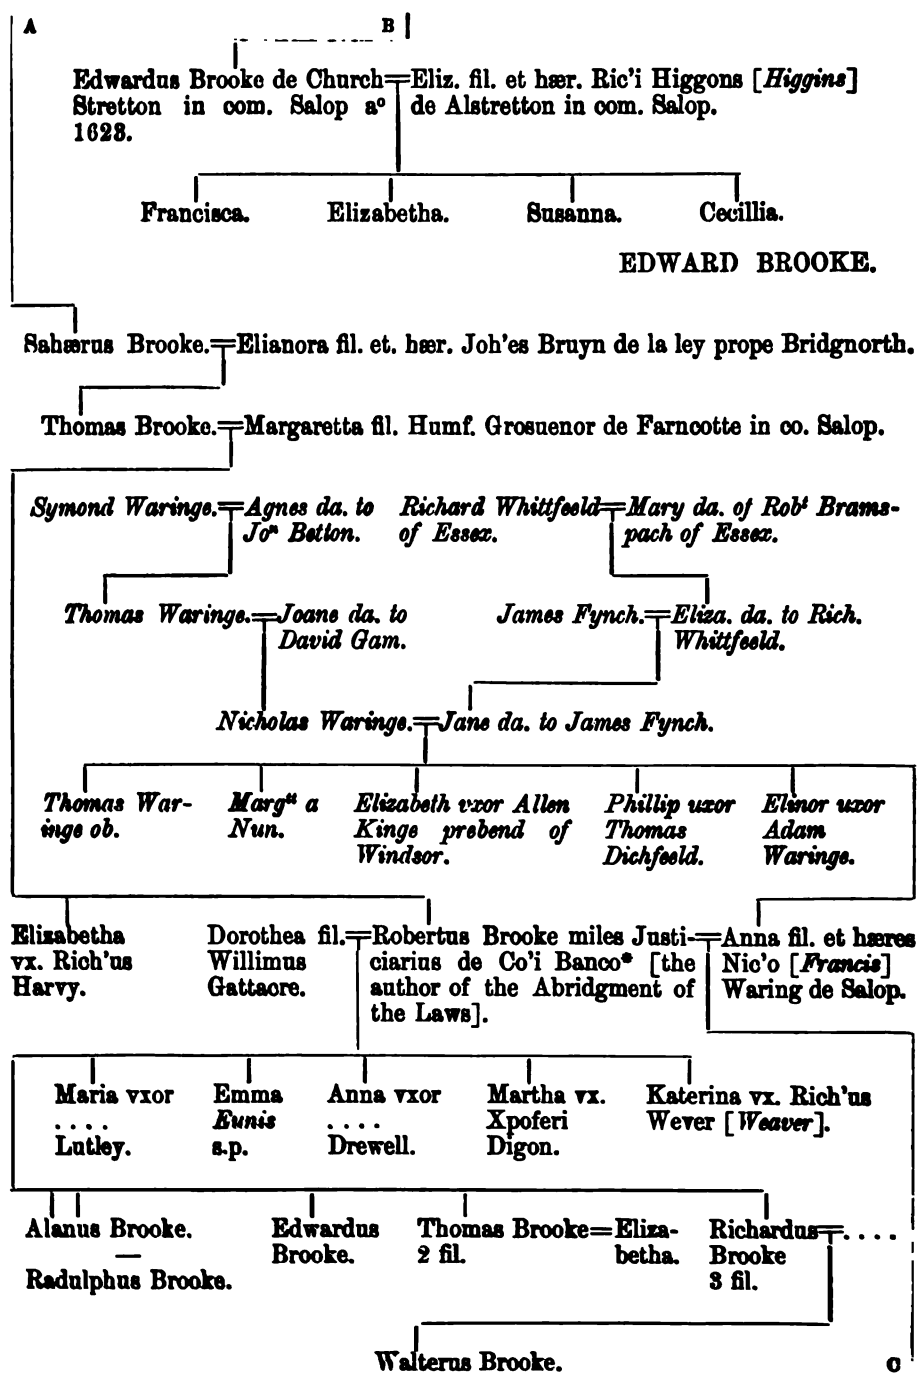 A B
Edwardus Brooke de Church Eliz. fil. et hær. Ric'i Higgons [Higgins]
Stretton in com. Salop aº de Alstretton in com. Salop.
1623.
Francisca. Elizabetha. Susanna. Cecillia.
EDWARD BROOKE.
Sahærus Brooke.=Elianora fil. et. hær. Joh'es Bruyn de la ley prope Bridgnorth.
Thomas Brooke.=Margaretta fil. Humf. Grosuenor de Farncotte in co. Salop.
Symond Waringe.=Agnes da. to Richard Whittfeeld=Mary da. of Robᵗ Brams-
Joⁿ Betton. of Essex. pach of Essex.
Thomas Waringe.=Joane da. to James Fynch.=Eliza. da. to Rich.
David Gam. Whittfeeld.
Nicholas Waringe.=Jane da. to James Fynch.
Thomas War- Margᵗᵗ a Elizabeth vxor Allen Phillip uxor Elinor uxor
inge ob. Nun. Kinge prebend of Thomas Adam
Windsor. Dichfeeld. Waringe.
Elizabetha Dorothea fil.=Robertus Brooke miles Justi-=Anna fil. et hæres
vx. Rich'us Willimus ciarius de Co'i Banco* [the Nic'o [Francis]
Harvy. Gattacre. author of the Abridgment of Waring de Salop.
the Laws].
Maria vxor Emma Anna vxor Martha vx. Katerina vx. Rich'us
. . . . Eunis . . . . Xpoferi Wever [Weaver].
Lutley. s.p. Drewell. Digon.
Alanus Brooke. Edwardus Thomas Brooke=Eliza- Richardus=. . . .
— Brooke. 2 fil. betha. Brooke
Radulphus Brooke. 3 fil.
Walterus Brooke. C